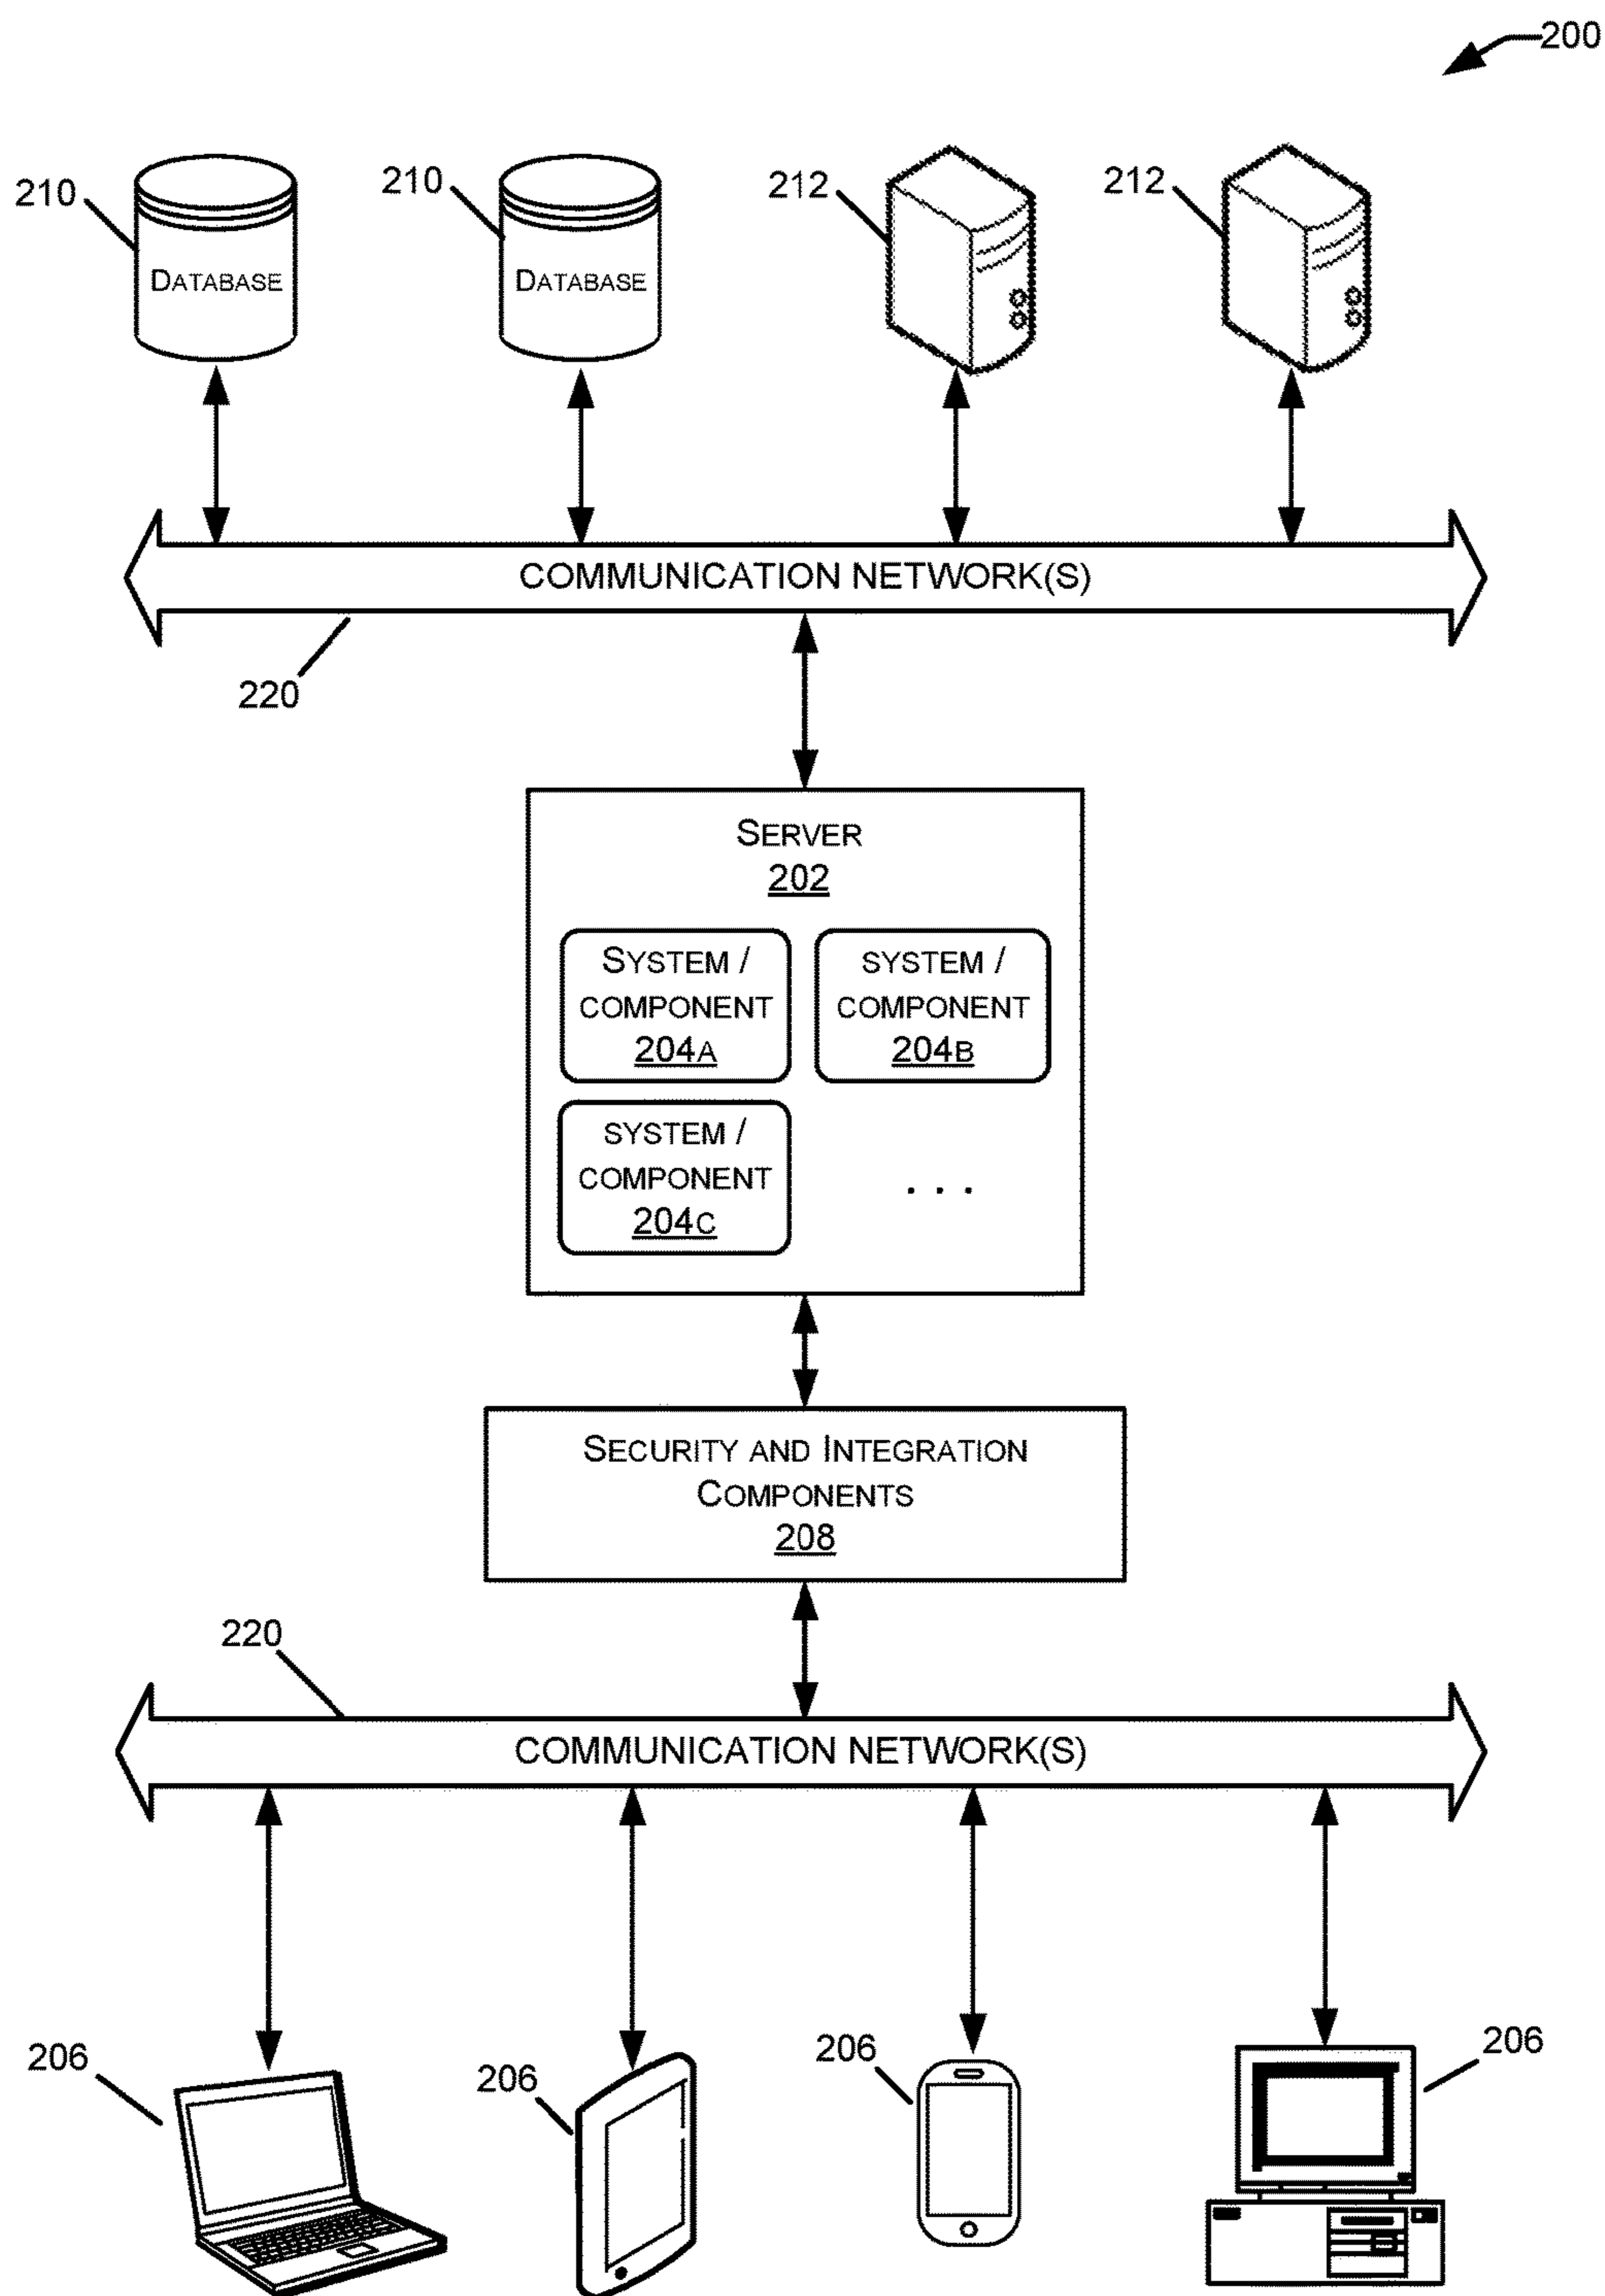 200
210
210
212
212
DATABASE
DATABASE
COMMUNICATION NETWORK(S)
220
SERVER
202
SYSTEM /
COMPONENT
204A
SYSTEM /
COMPONENT
204B
SYSTEM /
COMPONENT
204C
. . .
SECURITY AND INTEGRATION
COMPONENTS
208
220
COMMUNICATION NETWORK(S)
206
206
206
206